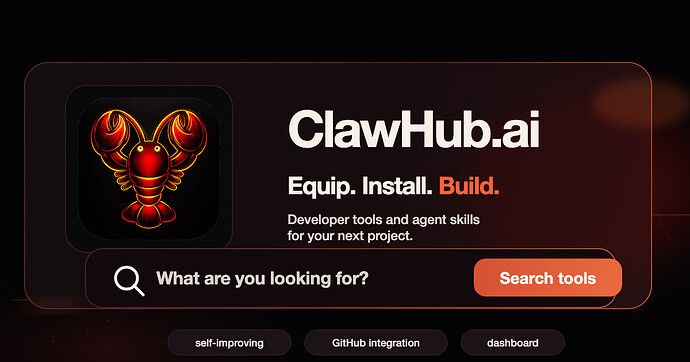 ClawHub.ai
Equip. Install. Build.
Developer tools and agent skills
for your next project.
What are you looking for?
Search tools
self-improving
GitHub integration
dashboard